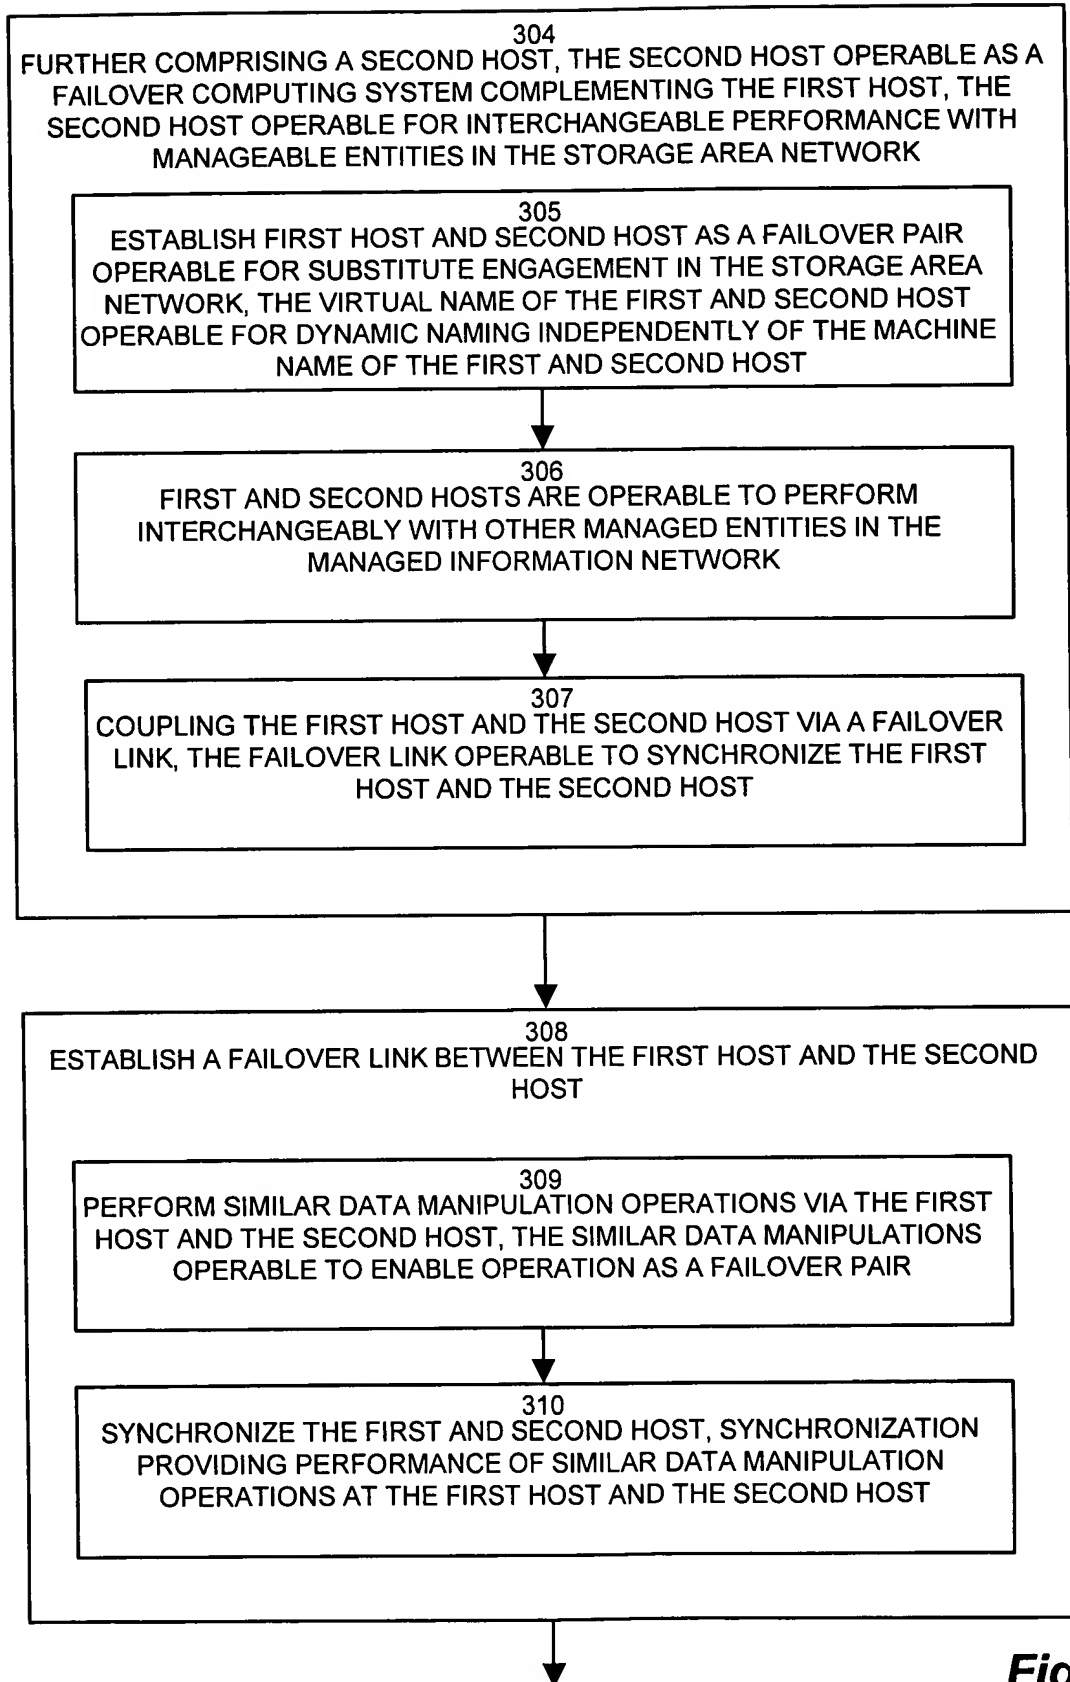 304
FURTHER COMPRISING A SECOND HOST, THE SECOND HOST OPERABLE AS A
FAILOVER COMPUTING SYSTEM COMPLEMENTING THE FIRST HOST, THE
SECOND HOST OPERABLE FOR INTERCHANGEABLE PERFORMANCE WITH
MANAGEABLE ENTITIES IN THE STORAGE AREA NETWORK
305
ESTABLISH FIRST HOST AND SECOND HOST AS A FAILOVER PAIR
OPERABLE FOR SUBSTITUTE ENGAGEMENT IN THE STORAGE AREA
NETWORK, THE VIRTUAL NAME OF THE FIRST AND SECOND HOST
OPERABLE FOR DYNAMIC NAMING INDEPENDENTLY OF THE MACHINE
NAME OF THE FIRST AND SECOND HOST
306
FIRST AND SECOND HOSTS ARE OPERABLE TO PERFORM
INTERCHANGEABLY WITH OTHER MANAGED ENTITIES IN THE
MANAGED INFORMATION NETWORK
307
COUPLING THE FIRST HOST AND THE SECOND HOST VIA A FAILOVER
LINK, THE FAILOVER LINK OPERABLE TO SYNCHRONIZE THE FIRST
HOST AND THE SECOND HOST
308
ESTABLISH A FAILOVER LINK BETWEEN THE FIRST HOST AND THE SECOND
HOST
309
PERFORM SIMILAR DATA MANIPULATION OPERATIONS VIA THE FIRST
HOST AND THE SECOND HOST, THE SIMILAR DATA MANIPULATIONS
OPERABLE TO ENABLE OPERATION AS A FAILOVER PAIR
310
SYNCHRONIZE THE FIRST AND SECOND HOST, SYNCHRONIZATION
PROVIDING PERFORMANCE OF SIMILAR DATA MANIPULATION
OPERATIONS AT THE FIRST HOST AND THE SECOND HOST
Fig